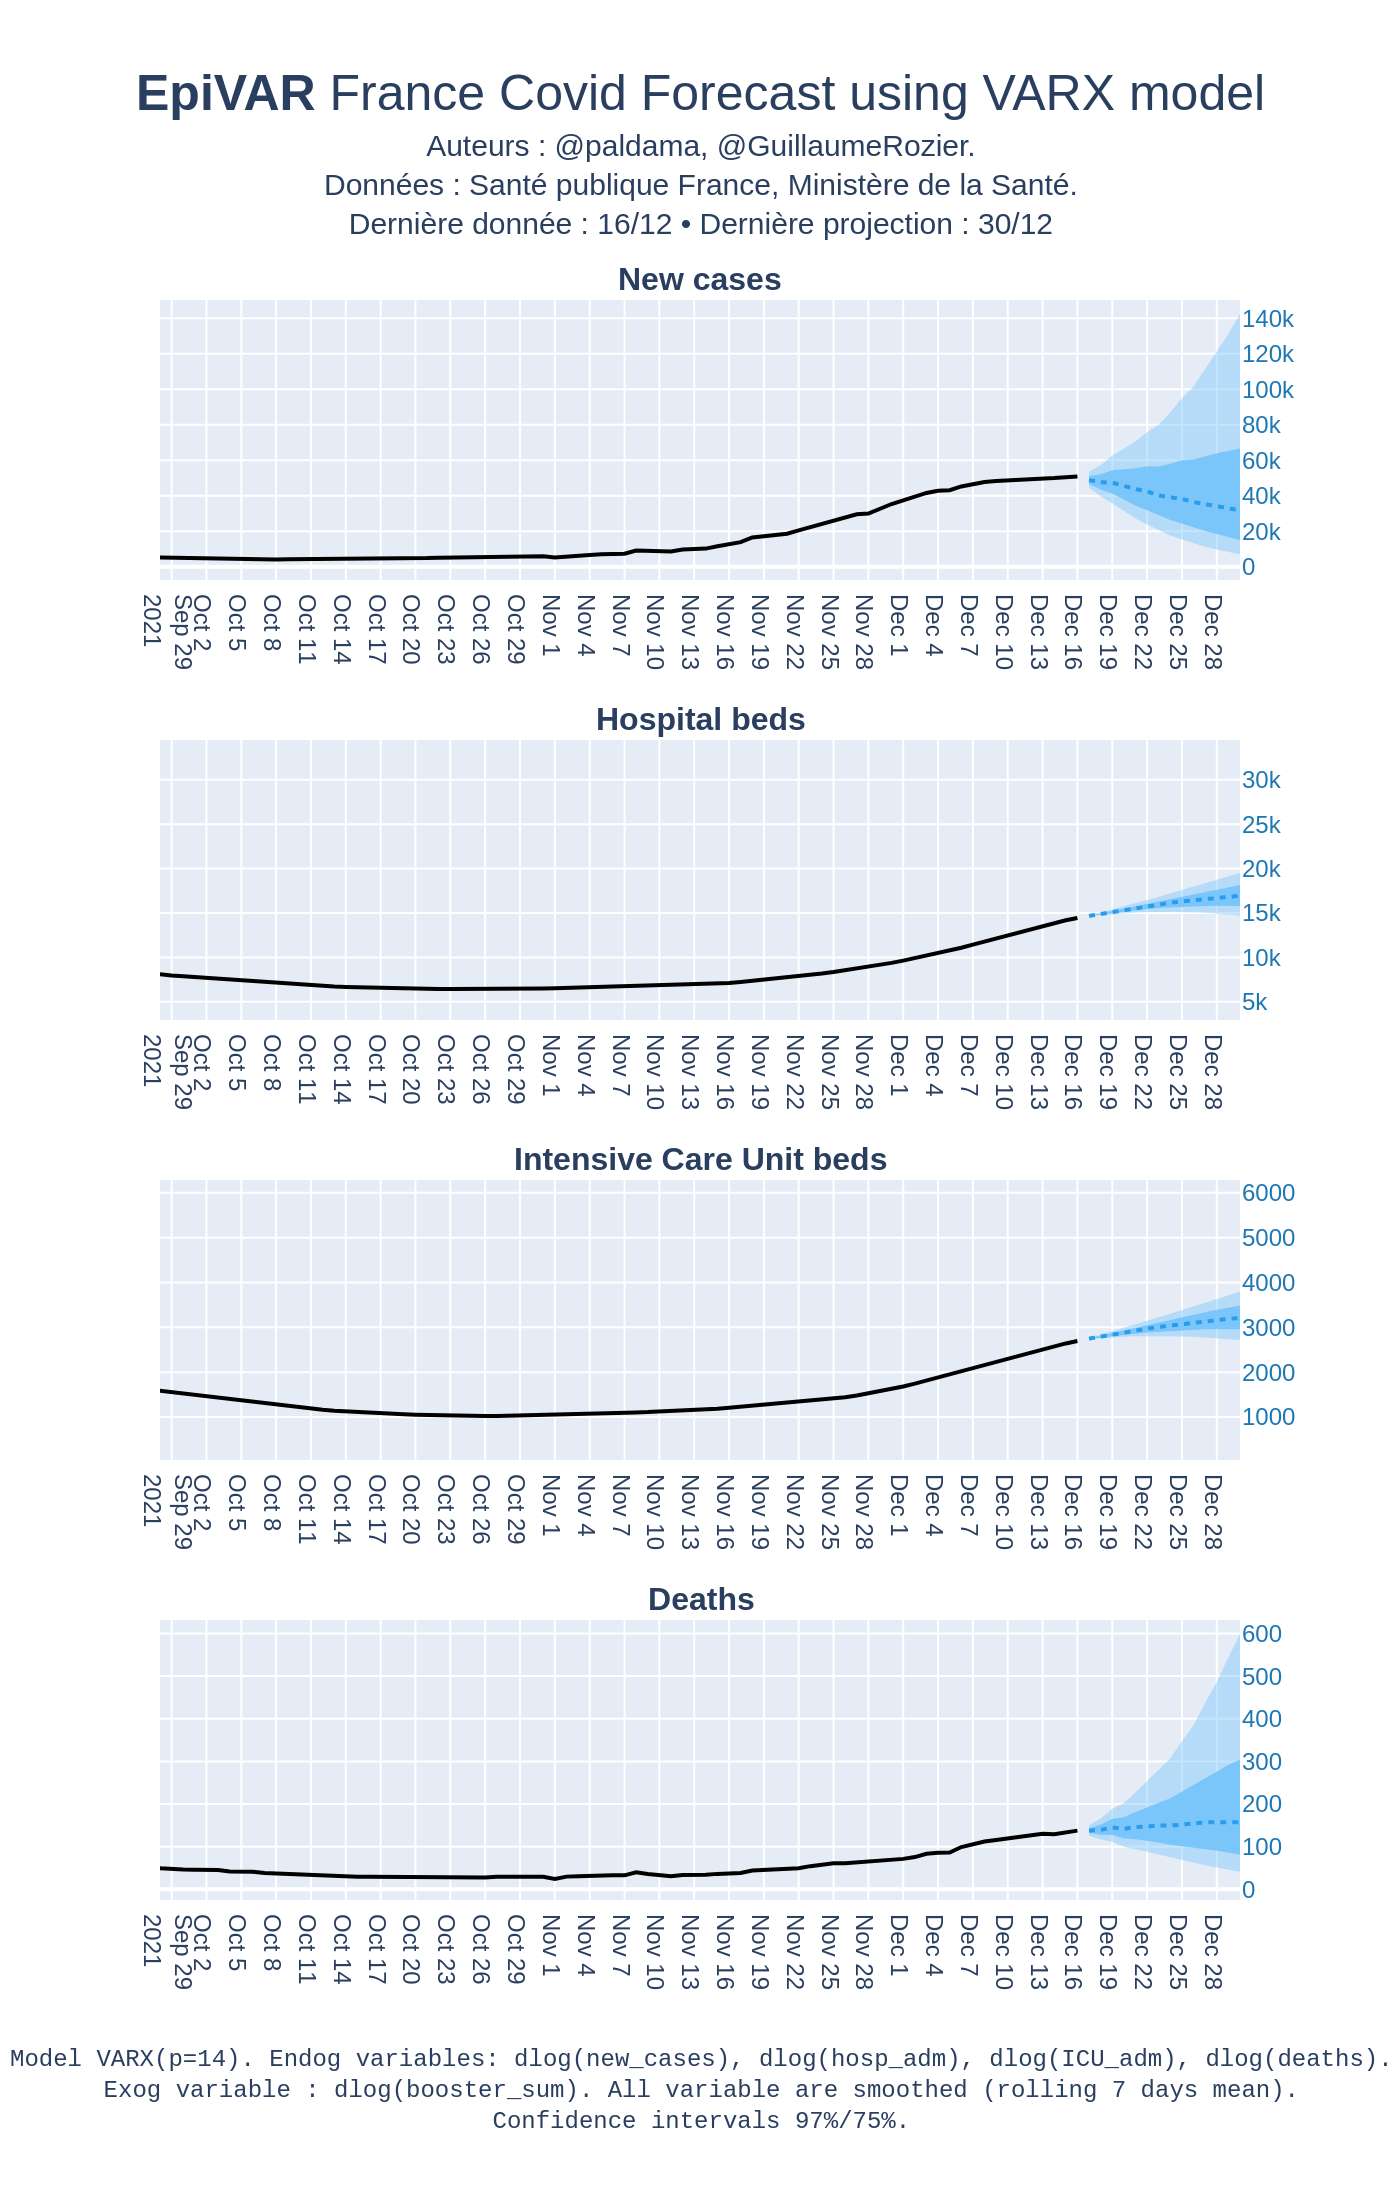 EpiVAR France Covid Forecast using VARX model
Auteurs : @paldama, @GuillaumeRozier.
Données : Santé publique France, Ministère de la Santé.
Dernière donnée : 16/12 • Dernière projection : 30/12
New cases
140k
120k
100k
80k
60k
40k
20k
0
Sep 29
2021
Oct 2
Oct 5
Oct 8
Oct 11
Oct 14
Oct 17
Oct 20
Oct 23
Oct 26
Oct 29
Nov 1
Nov 4
Nov 7
Nov 10
Nov 13
Nov 16
Nov 19
Nov 22
Nov 25
Nov 28
Dec 1
Dec 4
Dec 7
Dec 10
Dec 13
Dec 16
Dec 19
Dec 22
Dec 25
Dec 28
Hospital beds
30k
25k
20k
15k
10k
5k
Sep 29
2021
Oct 2
Oct 5
Oct 8
Oct 11
Oct 14
Oct 17
Oct 20
Oct 23
Oct 26
Oct 29
Nov 1
Nov 4
Nov 7
Nov 10
Nov 13
Nov 16
Nov 19
Nov 22
Nov 25
Nov 28
Dec 1
Dec 4
Dec 7
Dec 10
Dec 13
Dec 16
Dec 19
Dec 22
Dec 25
Dec 28
Intensive Care Unit beds
6000
5000
4000
3000
2000
1000
Sep 29
2021
Oct 2
Oct 5
Oct 8
Oct 11
Oct 14
Oct 17
Oct 20
Oct 23
Oct 26
Oct 29
Nov 1
Nov 4
Nov 7
Nov 10
Nov 13
Nov 16
Nov 19
Nov 22
Nov 25
Nov 28
Dec 1
Dec 4
Dec 7
Dec 10
Dec 13
Dec 16
Dec 19
Dec 22
Dec 25
Dec 28
Deaths
600
500
400
300
200
100
0
Sep 29
2021
Oct 2
Oct 5
Oct 8
Oct 11
Oct 14
Oct 17
Oct 20
Oct 23
Oct 26
Oct 29
Nov 1
Nov 4
Nov 7
Nov 10
Nov 13
Nov 16
Nov 19
Nov 22
Nov 25
Nov 28
Dec 1
Dec 4
Dec 7
Dec 10
Dec 13
Dec 16
Dec 19
Dec 22
Dec 25
Dec 28
Model VARX(p=14). Endog variables: dlog(new_cases), dlog(hosp_adm), dlog(ICU_adm), dlog(deaths).
Exog variable : dlog(booster_sum). All variable are smoothed (rolling 7 days mean).
Confidence intervals 97%/75%.